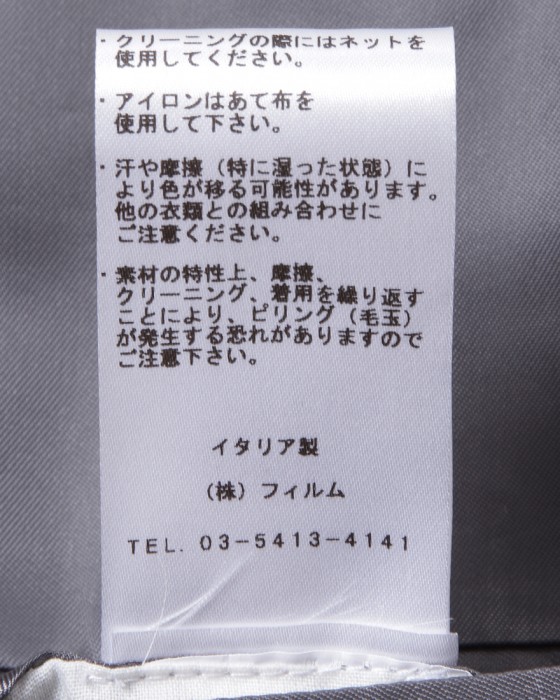 ・クリーニングの際にはネットを
使用してください。
・アイロンはあて布を
使用して下さい。
・汗や摩擦（特に湿った状態）に
より色が移る可能性があります。
他の衣類との組み合わせに
ご注意ください。
・素材の特性上、摩擦、
クリーニング、着用を繰り返す
ことにより、ピリング（毛玉）
が発生する恐れがありますので
ご注意下さい。
イタリア製
（株）フィルム
TEL. 03-5413-4141